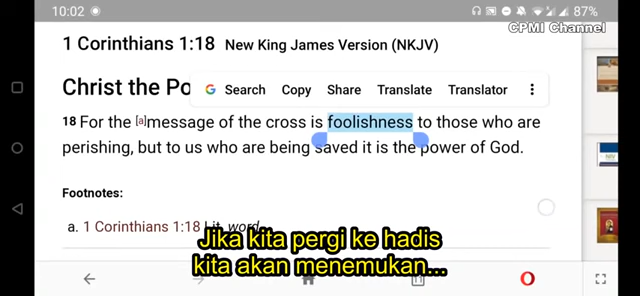 10:02
87%
CPMI Channel
1 Corinthians 1:18 New King James Version (NKJV)
Christ the Po
G Search Copy Share Translate Translator
18 For the [a]message of the cross is foolishness to those who are
perishing, but to us who are being saved it is the power of God.
Footnotes:
a. 1 Corinthians 1:18 Lit. word
Jika kita pergi ke hadis
kita akan menemukan...